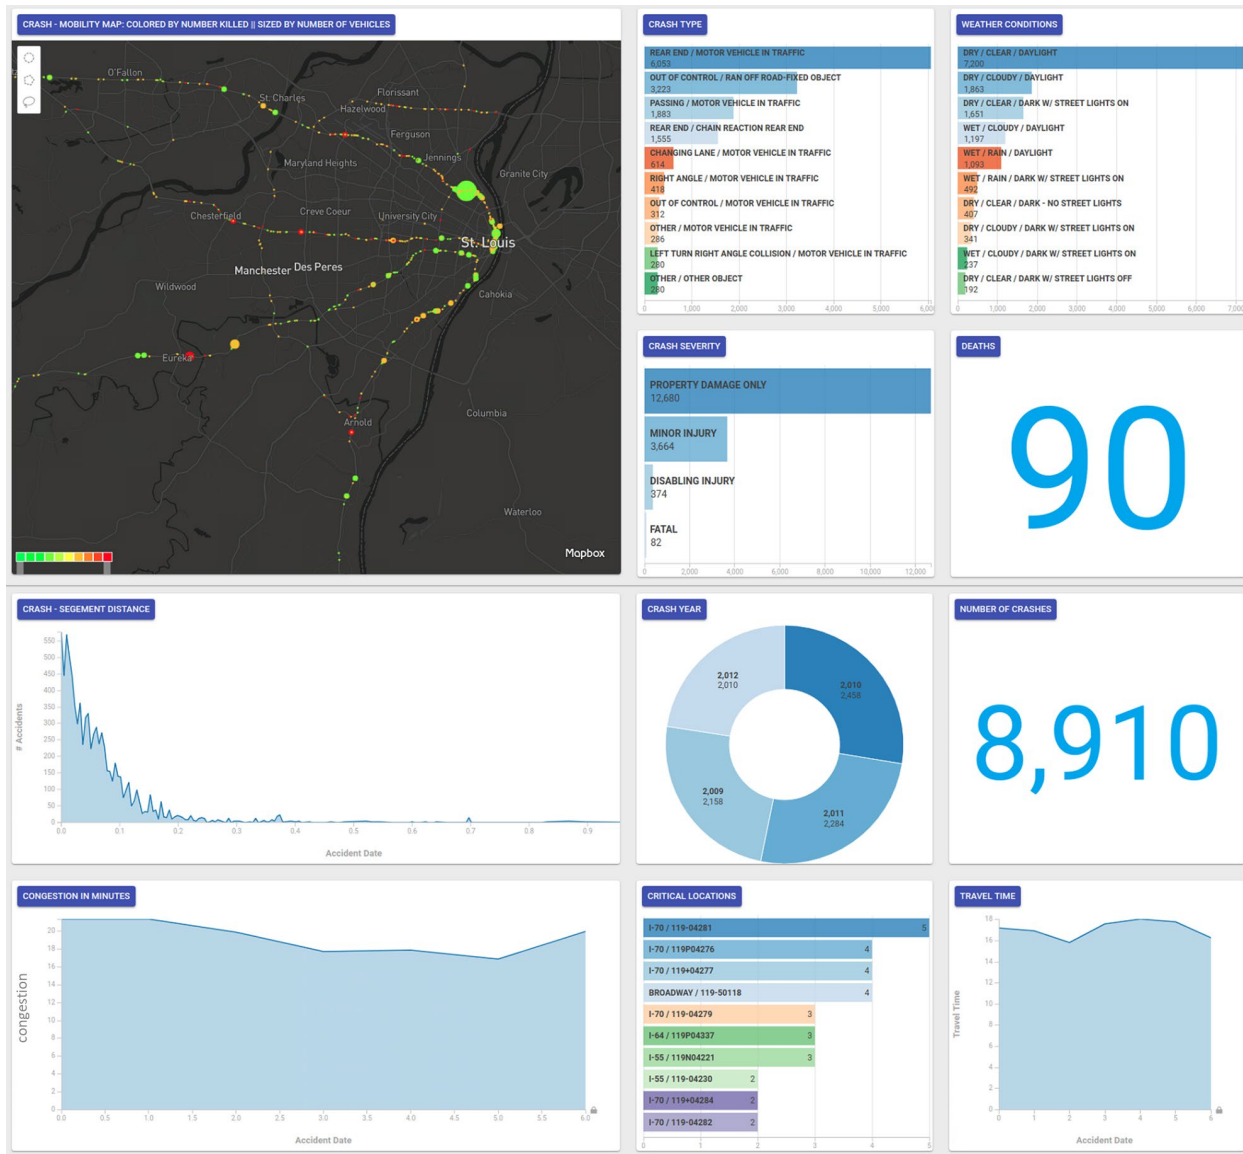 CRASH - MOBILITY MAP: COLORED BY NUMBER KILLED || SIZED BY NUMBER OF VEHICLES
O'Fallon
St. Charles
Florissant
Hazelwood
Ferguson
Jennings
Maryland Heights
Granite City
Chesterfield
Creve Coeur
University City
St. Louis
Manchester
Des Peres
Wildwood
Cahokia
Eureka
Columbia
Arnold
Waterloo
Mapbox
CRASH TYPE
REAR END / MOTOR VEHICLE IN TRAFFIC
6,053
OUT OF CONTROL / RAN OFF ROAD-FIXED OBJECT
3,223
PASSING / MOTOR VEHICLE IN TRAFFIC
1,883
REAR END / CHAIN REACTION REAR END
1,555
CHANGING LANE / MOTOR VEHICLE IN TRAFFIC
614
RIGHT ANGLE / MOTOR VEHICLE IN TRAFFIC
418
OUT OF CONTROL / MOTOR VEHICLE IN TRAFFIC
312
OTHER / MOTOR VEHICLE IN TRAFFIC
286
LEFT TURN RIGHT ANGLE COLLISION / MOTOR VEHICLE IN TRAFFIC
280
OTHER / OTHER OBJECT
280
0 1,000 2,000 3,000 4,000 5,000 6,00
WEATHER CONDITIONS
DRY / CLEAR / DAYLIGHT
7,200
DRY / CLOUDY / DAYLIGHT
1,863
DRY / CLEAR / DARK W/ STREET LIGHTS ON
1,651
WET / CLOUDY / DAYLIGHT
1,197
WET / RAIN / DAYLIGHT
1,093
WET / RAIN / DARK W/ STREET LIGHTS ON
492
DRY / CLEAR / DARK - NO STREET LIGHTS
407
DRY / CLOUDY / DARK W/ STREET LIGHTS ON
341
WET / CLOUDY / DARK W/ STREET LIGHTS ON
237
DRY / CLEAR / DARK W/ STREET LIGHTS OFF
192
0 1,000 2,000 3,000 4,000 5,000 6,000 7,000
CRASH SEVERITY
PROPERTY DAMAGE ONLY
12,680
MINOR INJURY
3,664
DISABLING INJURY
374
FATAL
82
0 2,000 4,000 6,000 8,000 10,000 12,000
DEATHS
90
CRASH - SEGEMENT DISTANCE
# Accidents
550
500
450
400
350
300
250
200
150
100
50
0
0.0 0.1 0.2 0.3 0.4 0.5 0.6 0.7 0.8 0.9
Accident Date
CRASH YEAR
2,012
2,010
2,010
2,458
2,009
2,158
2,011
2,284
NUMBER OF CRASHES
8,910
CONGESTION IN MINUTES
congestion
20
18
16
14
12
10
8
6
4
2
0
0.0 0.5 1.0 1.5 2.0 2.5 3.0 3.5 4.0 4.5 5.0 5.5 6.0
Accident Date
CRITICAL LOCATIONS
I-70 / 119-04281 5
I-70 / 119P04276 4
I-70 / 119+04277 4
BROADWAY / 119-50118 4
I-70 / 119-04279 3
I-64 / 119P04337 3
I-55 / 119N04221 3
I-55 / 119-04230 2
I-70 / 119+04284 2
I-70 / 119-04282 2
0 1 2 3 4 5
TRAVEL TIME
Travel Time
18
16
14
12
10
8
6
4
2
0
0 1 2 3 4 5 6
Accident Date